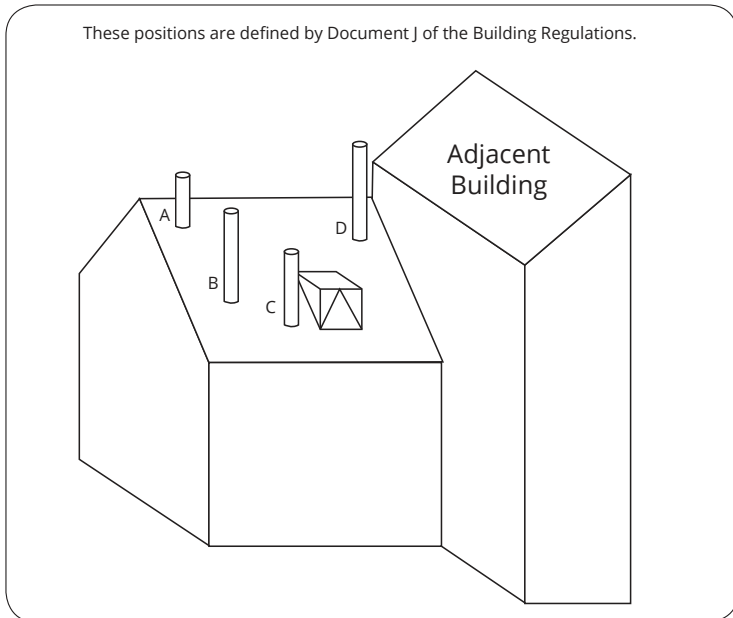 These positions are defined by Document J of the Building Regulations.
Adjacent
Building
A
D
B
C